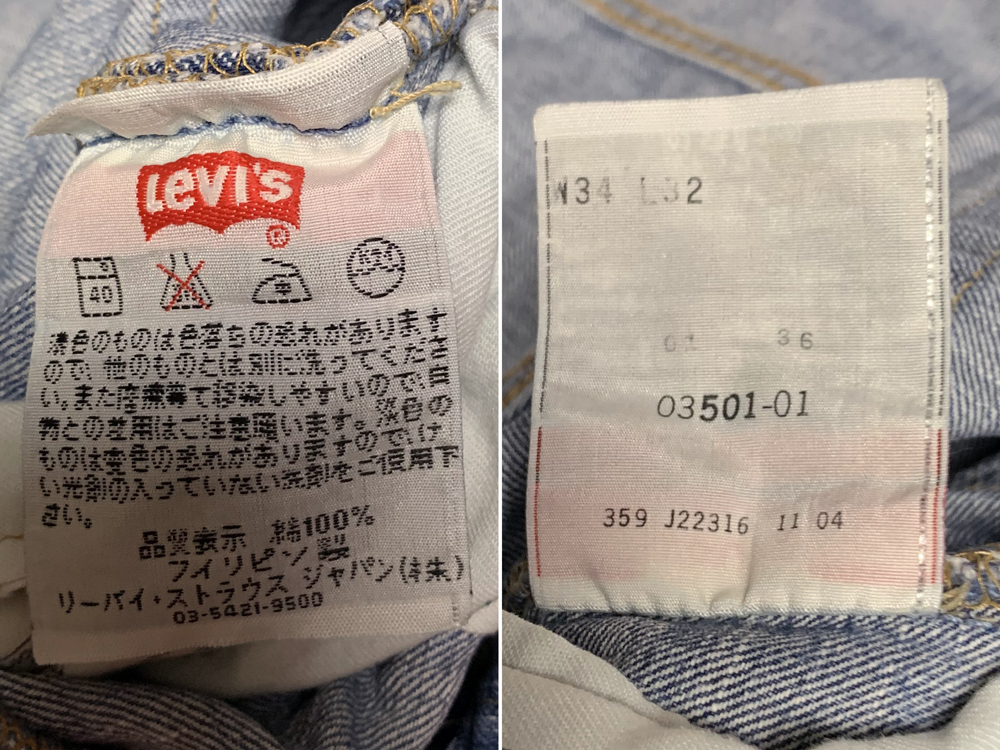 LEVI'S
®
40
中
ドライ
濃色のものは色落ちの恐れがあります
ので、他のものとは別に洗ってくださ
い。また摩擦等で移染しやすいので、白
物との着用はご注意願います。淡色の
ものは変色の恐れがありますので、け
い光剤の入っていない洗剤をご使用下
さい。
品質表示 綿100%
フイリピン製
リーバイ・ストラウス ジャパン(株)
03-5421-9500
W34 L32
01 36
03501-01
359 J22316 11 04